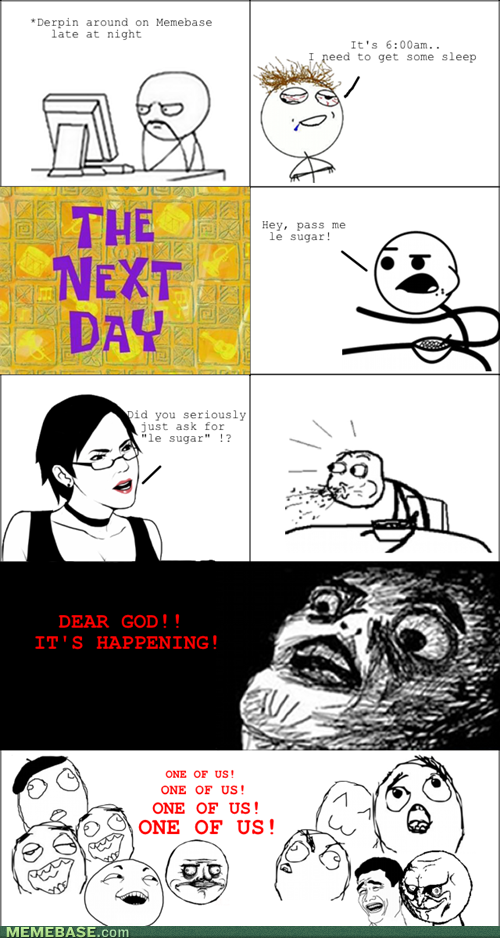 *Derpin around on Memebase
late at night
It's 6:00am..
I need to get some sleep
THE
NEXT
DAY
Hey, pass me
le sugar!
Did you seriously
just ask for
"le sugar" !?
DEAR GOD!!
IT'S HAPPENING!
ONE OF US!
ONE OF US!
ONE OF US!
ONE OF US!
MEMEBASE.com